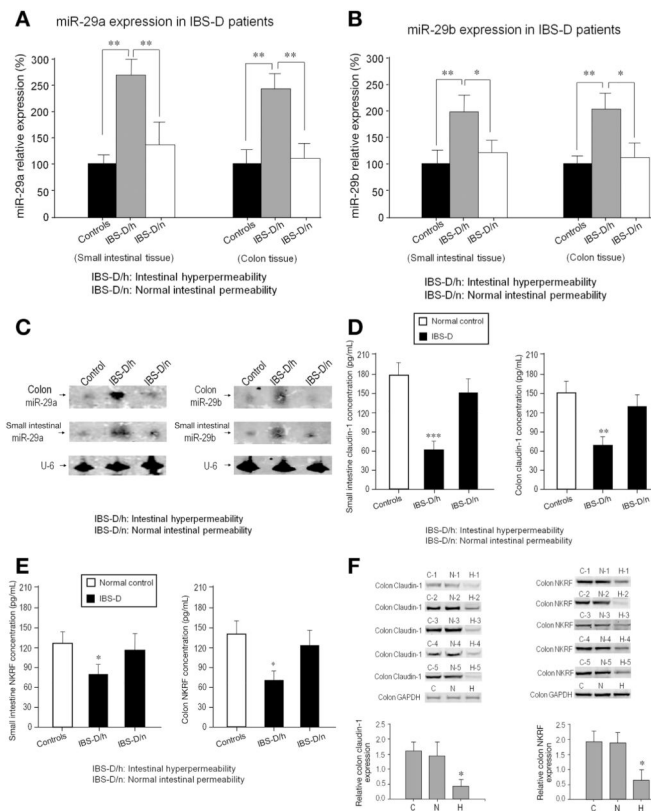 A
miR-29a expression in IBS-D patients
miR-29a relative expression (%)
350
300
250
200
150
100
50
0
** **
** **
Controls
IBS-D/h
IBS-D/n
Controls
IBS-D/h
IBS-D/n
(Small intestinal tissue)
(Colon tissue)
IBS-D/h: Intestinal hyperpermeability
IBS-D/n: Normal intestinal permeability
B
miR-29b expression in IBS-D patients
miR-29b relative expression (%)
350
300
250
200
150
100
50
0
** *
** *
Controls
IBS-D/h
IBS-D/n
Controls
IBS-D/h
IBS-D/n
(Small intestinal tissue)
(Colon tissue)
IBS-D/h: Intestinal hyperpermeability
IBS-D/n: Normal intestinal permeability
C
Control
IBS-D/h
IBS-D/n
Colon
miR-29a
Small intestinal
miR-29a
U-6
Control
IBS-D/h
IBS-D/n
Colon
miR-29b
Small intestinal
miR-29b
U-6
IBS-D/h: Intestinal hyperpermeability
IBS-D/n: Normal intestinal permeability
D
Normal control
IBS-D
Small intestine claudin-1 concentration (pg/mL)
210
180
150
120
90
60
30
0
***
Controls
IBS-D/h
IBS-D/n
Colon claudin-1 concentration (pg/mL)
210
180
150
120
90
60
30
0
**
Controls
IBS-D/h
IBS-D/n
IBS-D/h: Intestinal hyperpermeability
IBS-D/n: Normal intestinal permeability
E
Normal control
IBS-D
Small intestine NKRF concentration (pg/mL)
210
180
150
120
90
60
30
0
*
Controls
IBS-D/h
IBS-D/n
Colon NKRF concentration (pg/mL)
210
180
150
120
90
60
30
0
*
Controls
IBS-D/h
IBS-D/n
IBS-D/h: Intestinal hyperpermeability
IBS-D/n: Normal intestinal permeability
F
C-1 N-1 H-1
Colon Claudin-1
C-2 N-2 H-2
Colon Claudin-1
C-3 N-3 H-3
Colon Claudin-1
C-4 N-4 H-4
Colon Claudin-1
C-5 N-5 H-5
Colon Claudin-1
C N H
Colon GAPDH
C-1 N-1 H-1
Colon NKRF
C-2 N-2 H-2
Colon NKRF
C-3 N-3 H-3
Colon NKRF
C-4 N-4 H-4
Colon NKRF
C-5 N-5 H-5
Colon NKRF
C N H
Colon GAPDH
Relative colon claudin-1
expression
2.5
2.0
1.5
1.0
0.5
0
*
C N H
Relative colon NKRF
expression
2.5
2.0
1.5
1.0
0.5
0
*
C N H